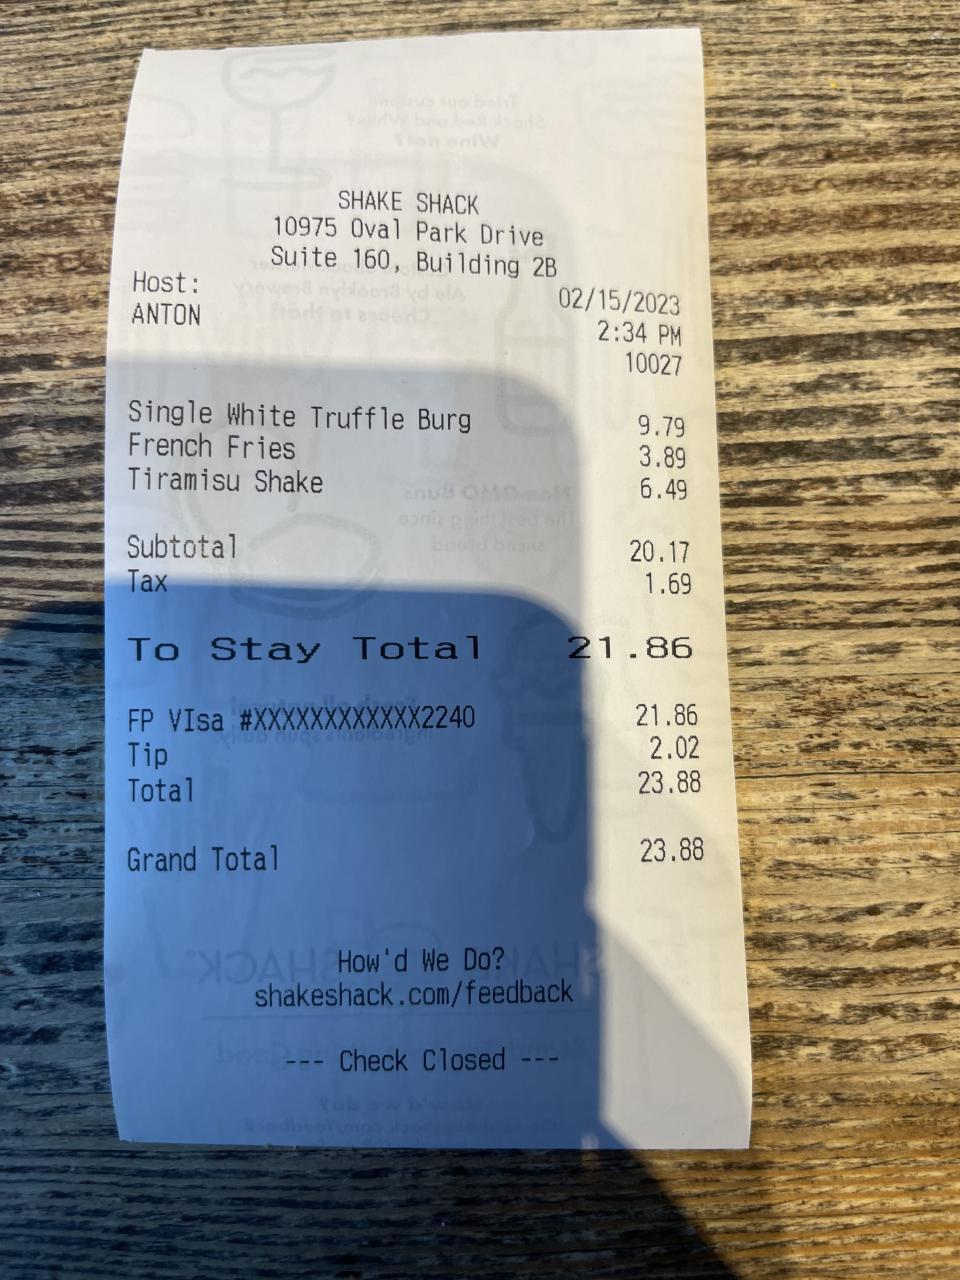 SHAKE SHACK
10975 Oval Park Drive
Suite 160, Building 2B
Host: 02/15/2023
ANTON 2:34 PM
10027
Single White Truffle Burg 9.79
French Fries 3.89
Tiramisu Shake 6.49
Subtotal 20.17
Tax 1.69
To Stay Total 21.86
FP VIsa #XXXXXXXXXXXX2240 21.86
Tip 2.02
Total 23.88
Grand Total 23.88
How'd We Do?
shakeshack.com/feedback
--- Check Closed ---